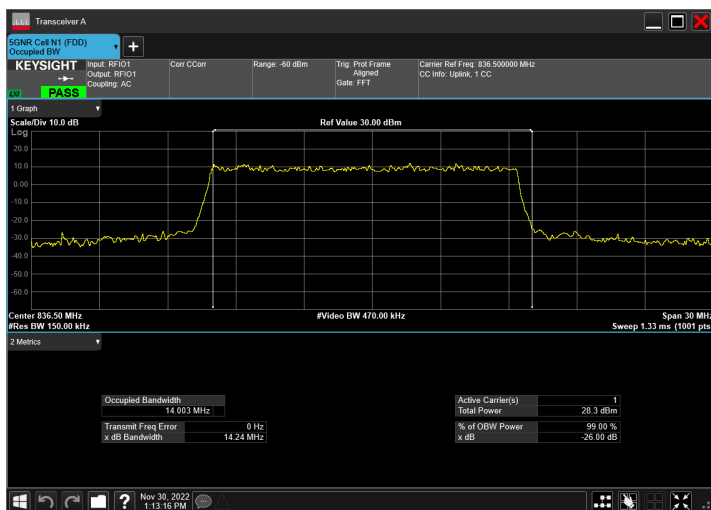 Transceiver A
5GNR Cell N1 (FDD)
Occupied BW
KEYSIGHT
LXI
PASS
Input: RFIO1
Output: RFIO1
Coupling: AC
Corr CCorr
Range: -60 dBm
Trig: Prot Frame
Aligned
Gate: FFT
Carrier Ref Freq: 836.500000 MHz
CC Info: Uplink, 1 CC
1 Graph
Scale/Div 10.0 dB
Ref Value 30.00 dBm
Log
20.0
10.0
0.00
-10.0
-20.0
-30.0
-40.0
-50.0
-60.0
Center 836.50 MHz
#Video BW 470.00 kHz
Span 30 MHz
#Res BW 150.00 kHz
Sweep 1.33 ms (1001 pts
2 Metrics
Occupied Bandwidth
14.003 MHz
Transmit Freq Error 0 Hz
x dB Bandwidth 14.24 MHz
Active Carrier(s) 1
Total Power 28.3 dBm
% of OBW Power 99.00 %
x dB -26.00 dB
?
Nov 30, 2022
1:13:16 PM